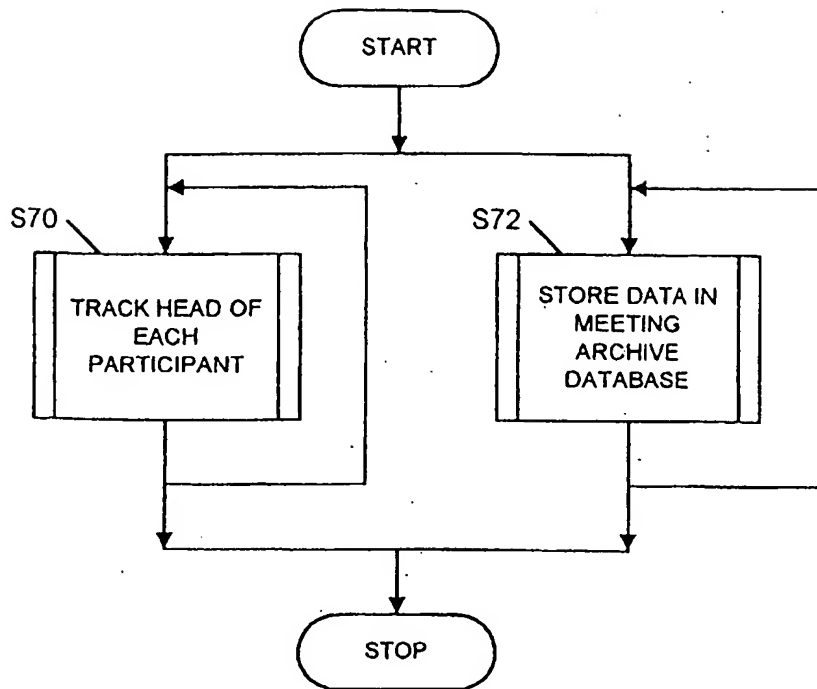 START
S70
TRACK HEAD OF
EACH
PARTICIPANT
S72
STORE DATA IN
MEETING
ARCHIVE
DATABASE
STOP